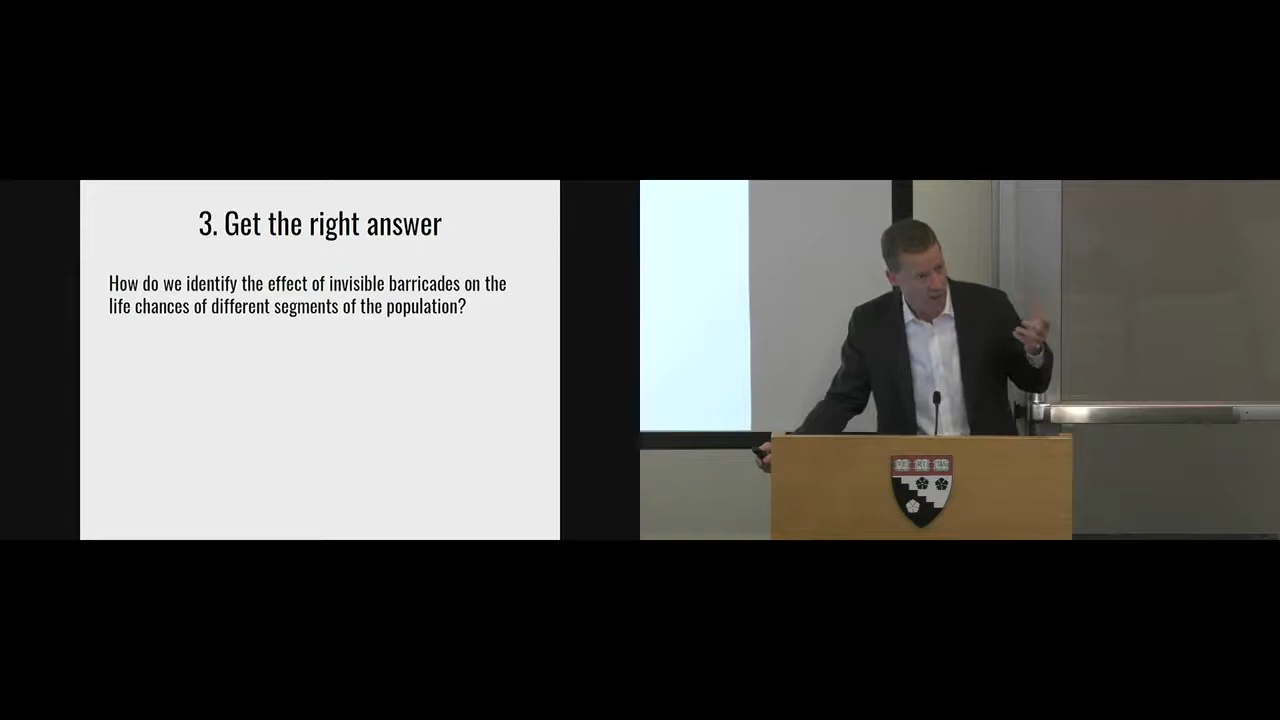 3. Get the right answer
How do we identify the effect of invisible barricades on the
life chances of different segments of the population?